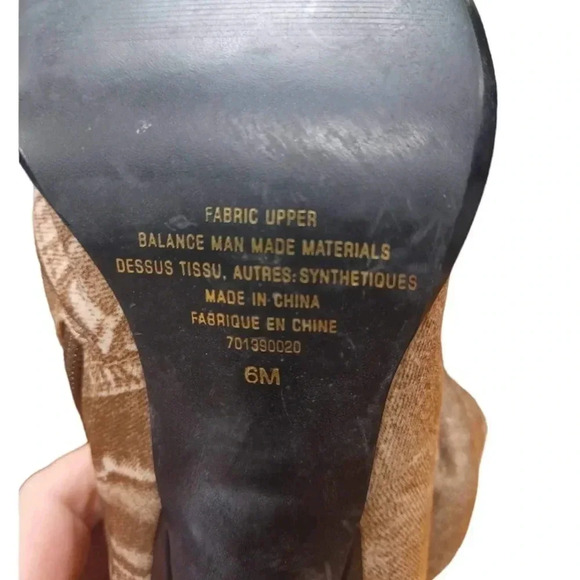 FABRIC UPPER
BALANCE MAN MADE MATERIALS
DESSUS TISSU, AUTRES: SYNTHETIQUES
MADE IN CHINA
FABRIQUE EN CHINE
701390020
6M